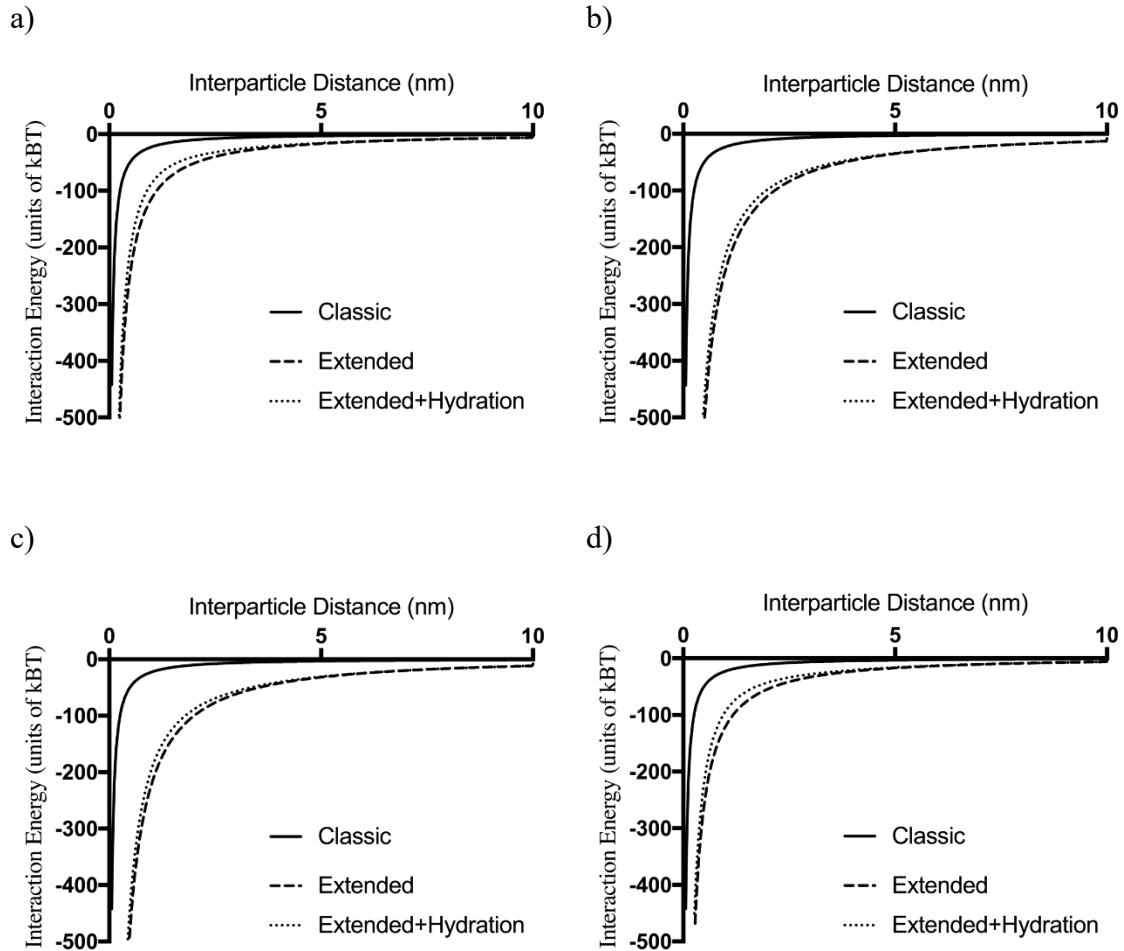 a)
Interparticle Distance (nm)
0 5 10
0
-100
-200
-300
-400
-500
Interaction Energy (units of kBT)
Classic
Extended
Extended+Hydration
b)
Interparticle Distance (nm)
0 5 10
0
-100
-200
-300
-400
-500
Interaction Energy (units of kBT)
Classic
Extended
Extended+Hydration
c)
Interparticle Distance (nm)
0 5 10
0
-100
-200
-300
-400
-500
Interaction Energy (units of kBT)
Classic
Extended
Extended+Hydration
d)
Interparticle Distance (nm)
0 5 10
0
-100
-200
-300
-400
-500
Interaction Energy (units of kBT)
Classic
Extended
Extended+Hydration